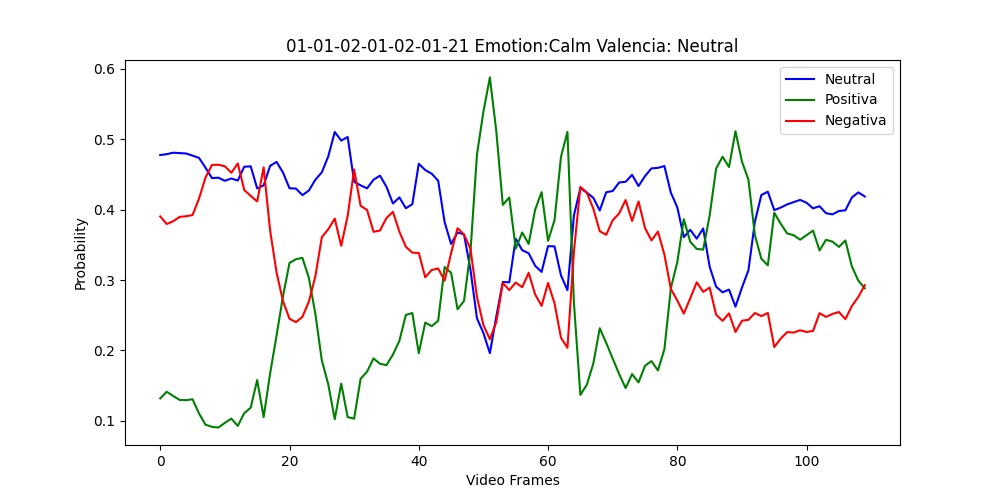 01-01-02-01-02-01-21 Emotion:Calm Valencia: Neutral
Neutral
Positiva
Negativa
Probability
0.6
0.5
0.4
0.3
0.2
0.1
0 20 40 60 80 100
Video Frames